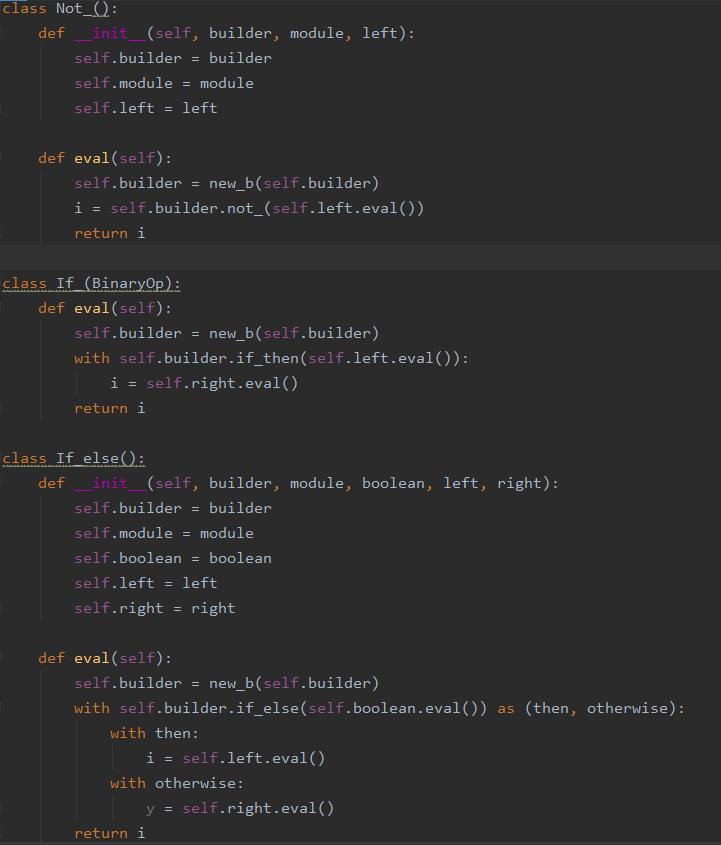 class Not_():
    def __init__(self, builder, module, left):
        self.builder = builder
        self.module = module
        self.left = left
    def eval(self):
        self.builder = new_b(self.builder)
        i = self.builder.not_(self.left.eval())
        return i
class If_(BinaryOp):
    def eval(self):
        self.builder = new_b(self.builder)
        with self.builder.if_then(self.left.eval()):
            i = self.right.eval()
        return i
class If_else():
    def __init__(self, builder, module, boolean, left, right):
        self.builder = builder
        self.module = module
        self.boolean = boolean
        self.left = left
        self.right = right
    def eval(self):
        self.builder = new_b(self.builder)
        with self.builder.if_else(self.boolean.eval()) as (then, otherwise):
            with then:
                i = self.left.eval()
            with otherwise:
                y = self.right.eval()
        return i